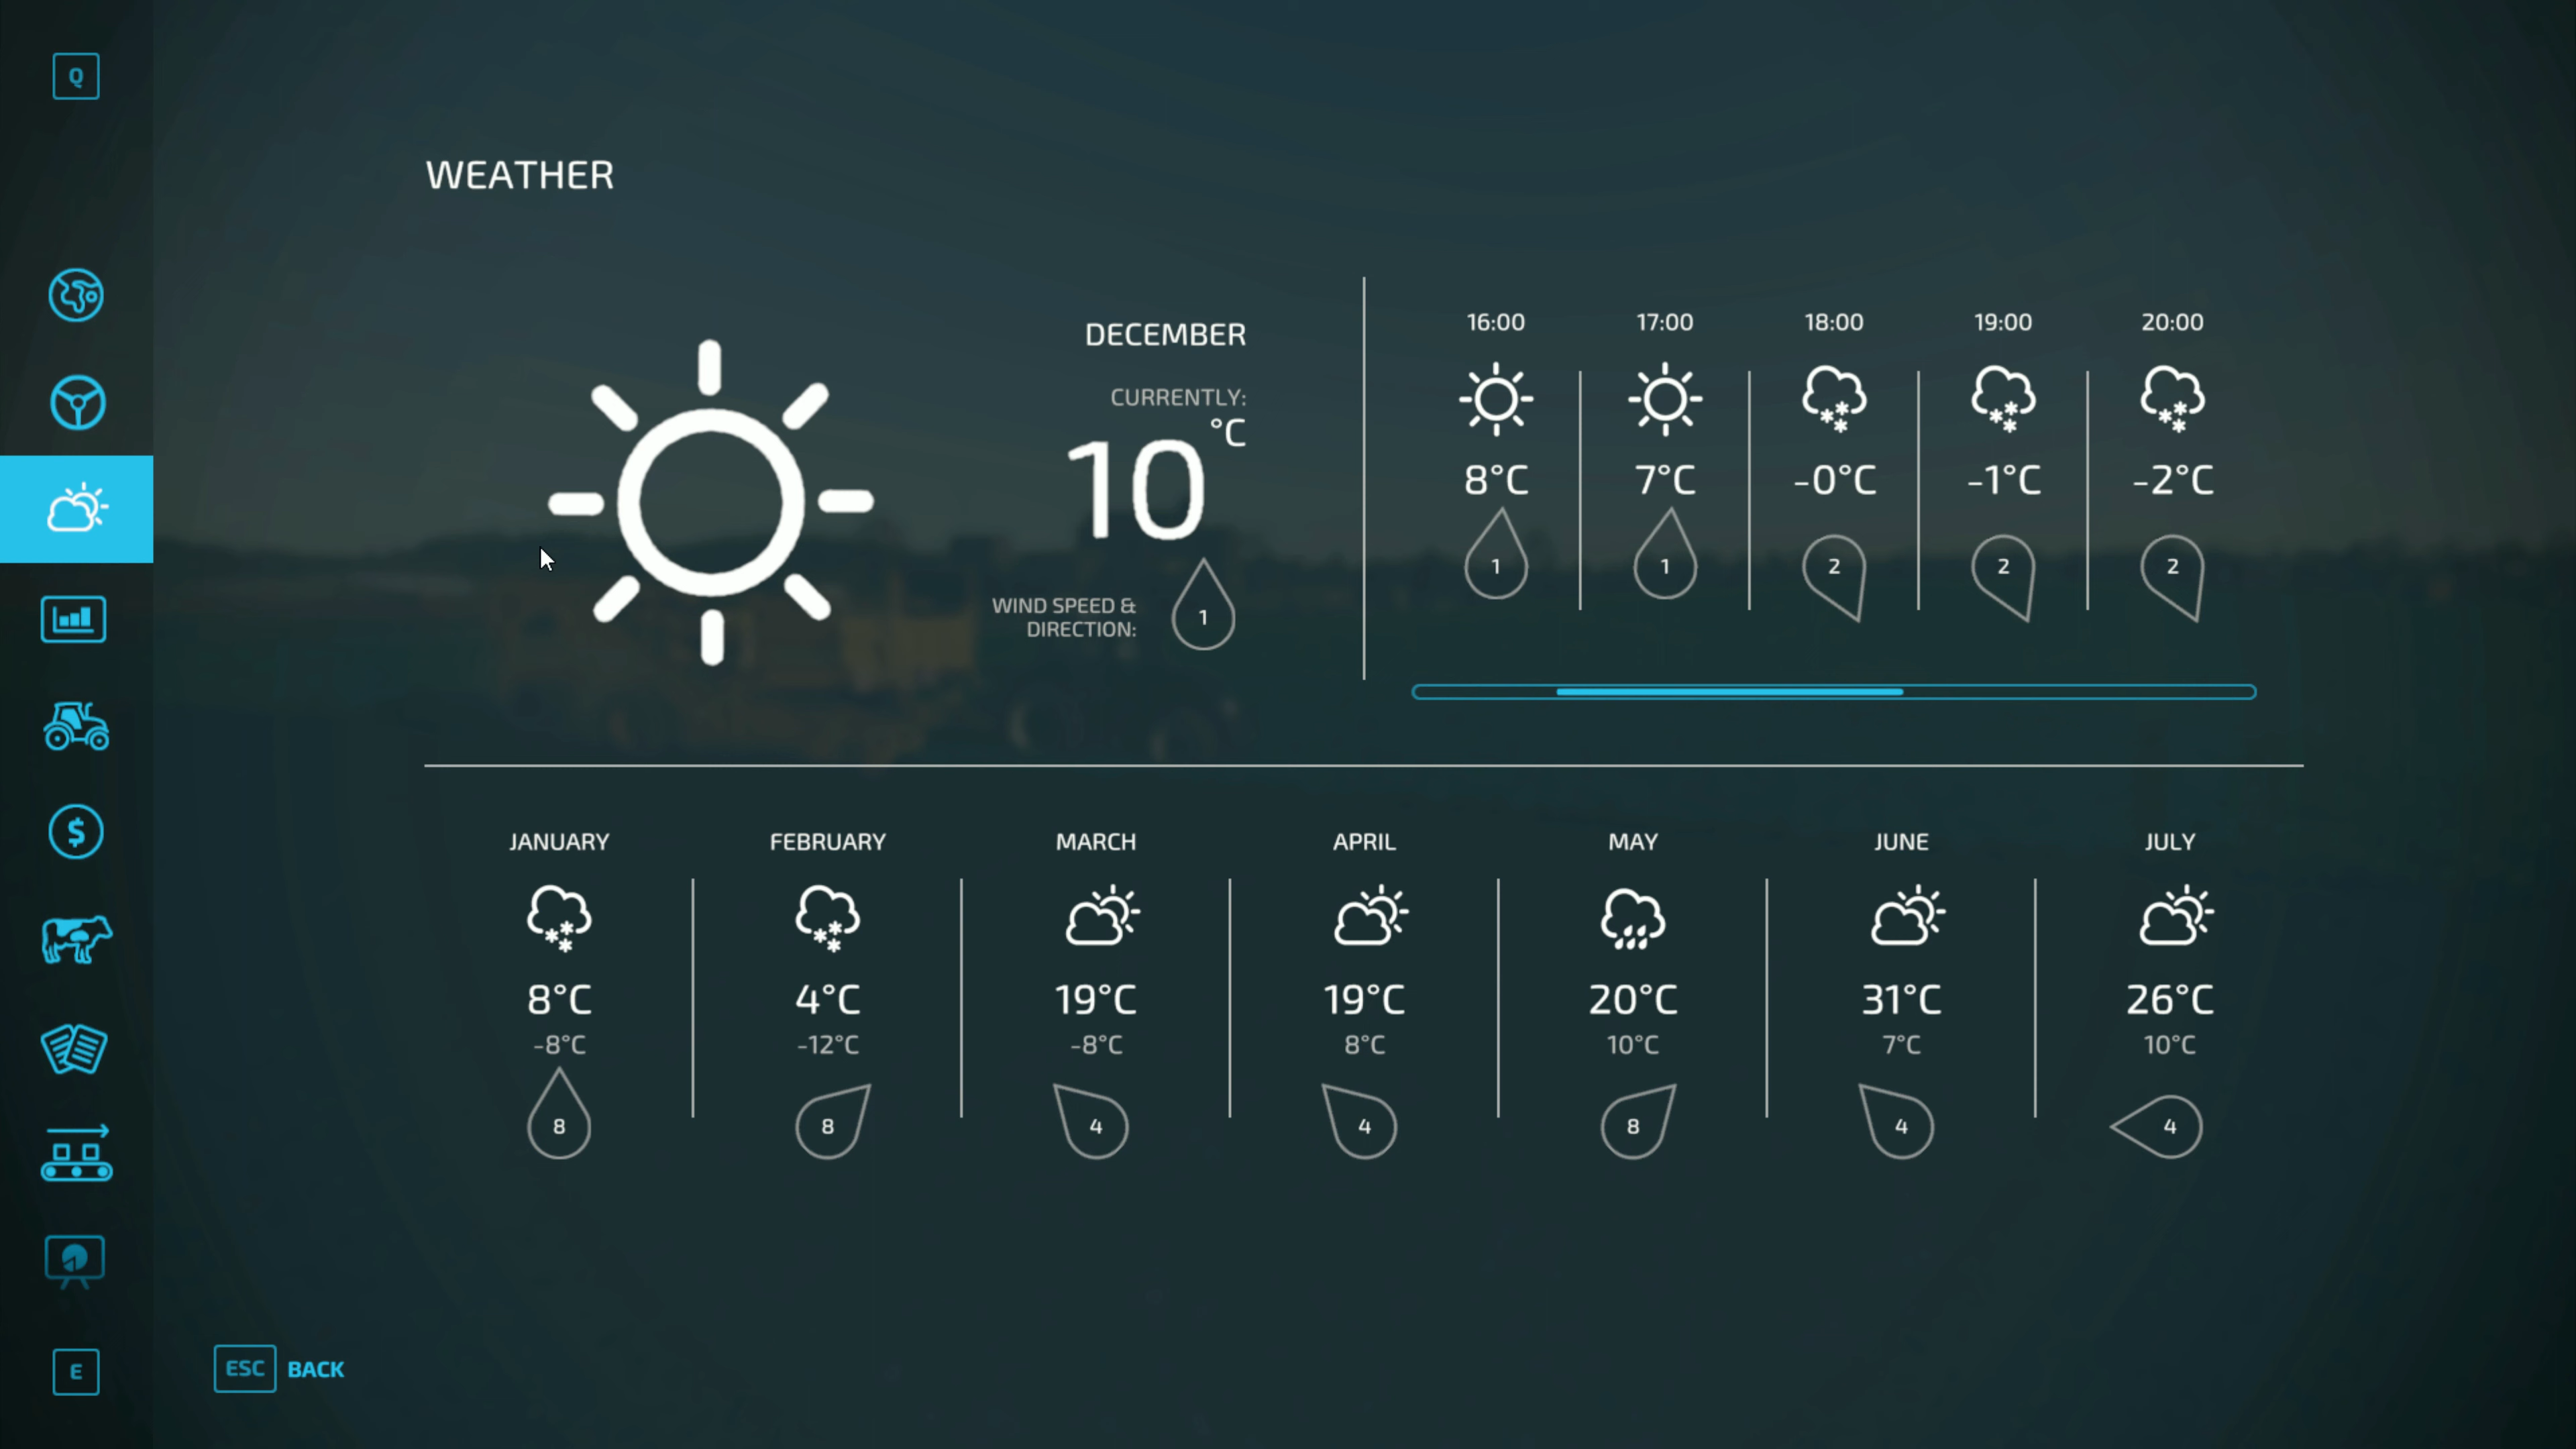 Q
WEATHER
DECEMBER
CURRENTLY:
10 °C
WIND SPEED &
DIRECTION:
1
16:00 17:00 18:00 19:00 20:00
8°C 7°C -0°C -1°C -2°C
1 1 2 2 2
JANUARY FEBRUARY MARCH APRIL MAY JUNE JULY
8°C 4°C 19°C 19°C 20°C 31°C 26°C
-8°C -12°C -8°C 8°C 10°C 7°C 10°C
8 8 4 4 8 4 4
$
E
ESC BACK